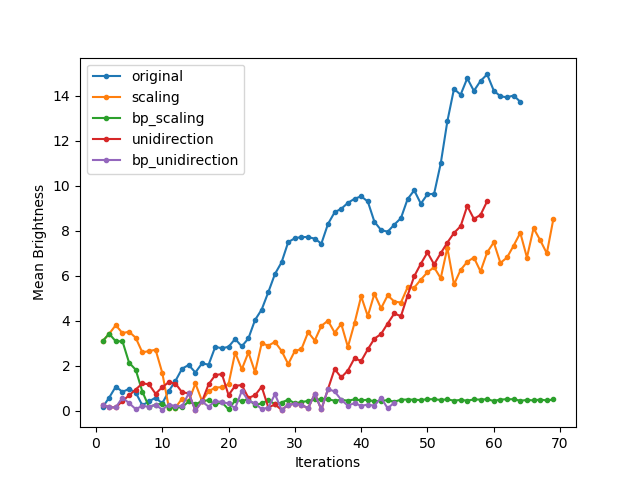 original
scaling
bp_scaling
unidirection
bp_unidirection
Mean Brightness
14
12
10
8
6
4
2
0
0 10 20 30 40 50 60 70
Iterations